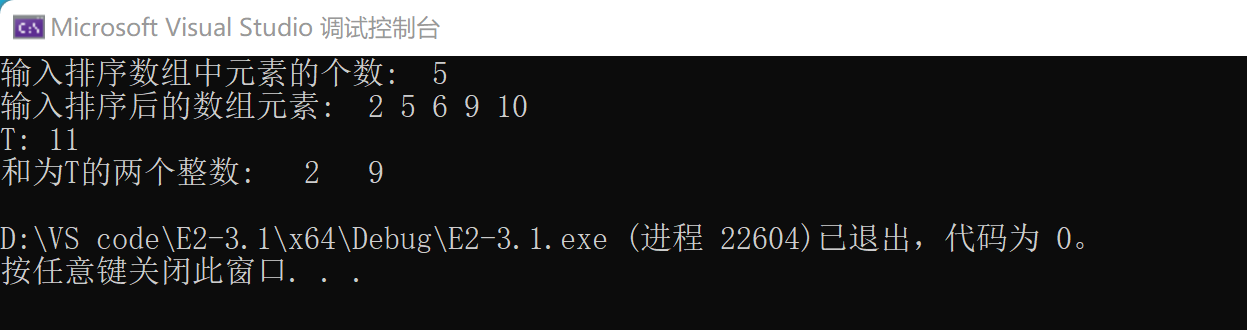 Microsoft Visual Studio 调试控制台
输入排序数组中元素的个数:  5
输入排序后的数组元素:  2 5 6 9 10
T: 11
和为T的两个整数:   2   9
D:\VS code\E2-3.1\x64\Debug\E2-3.1.exe (进程 22604)已退出，代码为 0。
按任意键关闭此窗口. . .